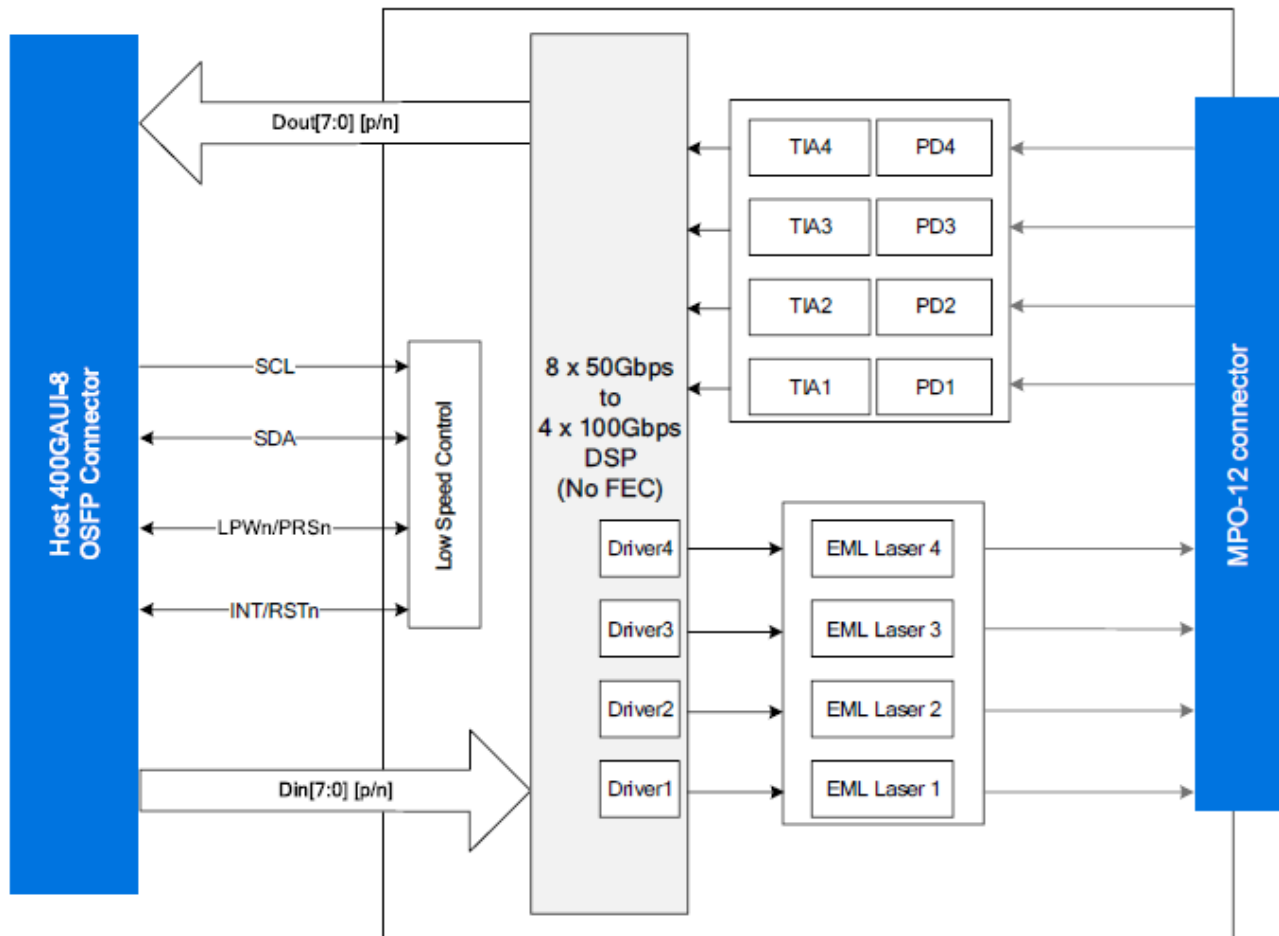 Host 400GAUI-8
OSFP Connector
Dout[7:0] [p/n]
SCL
SDA
LPWn/PRSn
INT/RSTn
Din[7:0] [p/n]
Low Speed Control
8 x 50Gbps
to
4 x 100Gbps
DSP
(No FEC)
Driver4
Driver3
Driver2
Driver1
TIA4 PD4
TIA3 PD3
TIA2 PD2
TIA1 PD1
EML Laser 4
EML Laser 3
EML Laser 2
EML Laser 1
MPO-12 connector